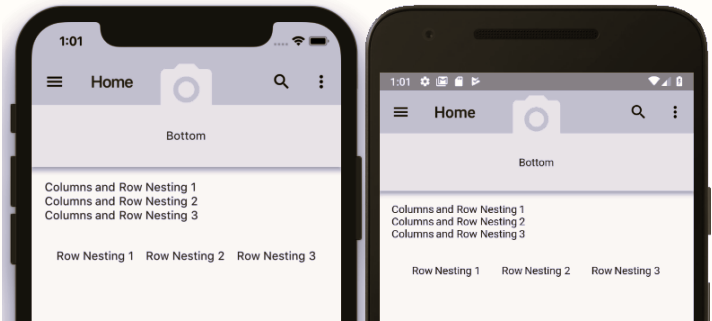 1:01
Home
Bottom
Columns and Row Nesting 1
Columns and Row Nesting 2
Columns and Row Nesting 3
Row Nesting 1 Row Nesting 2 Row Nesting 3
1:01
Home
Bottom
Columns and Row Nesting 1
Columns and Row Nesting 2
Columns and Row Nesting 3
Row Nesting 1 Row Nesting 2 Row Nesting 3